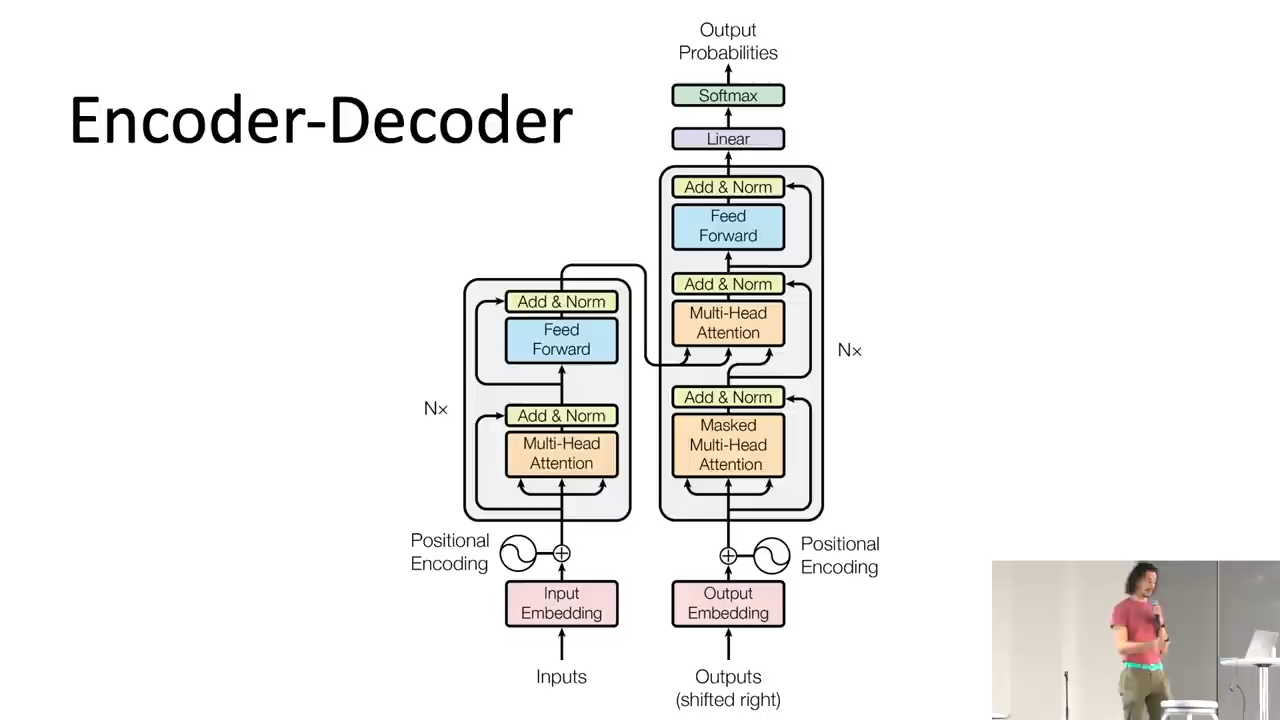 Encoder-Decoder
Output
Probabilities
Softmax
Linear
Add & Norm
Feed
Forward
Add & Norm
Multi-Head
Attention
Nx
Add & Norm
Masked
Multi-Head
Attention
Add & Norm
Feed
Forward
Nx
Add & Norm
Multi-Head
Attention
Positional
Encoding
Positional
Encoding
Input
Embedding
Output
Embedding
Inputs
Outputs
(shifted right)